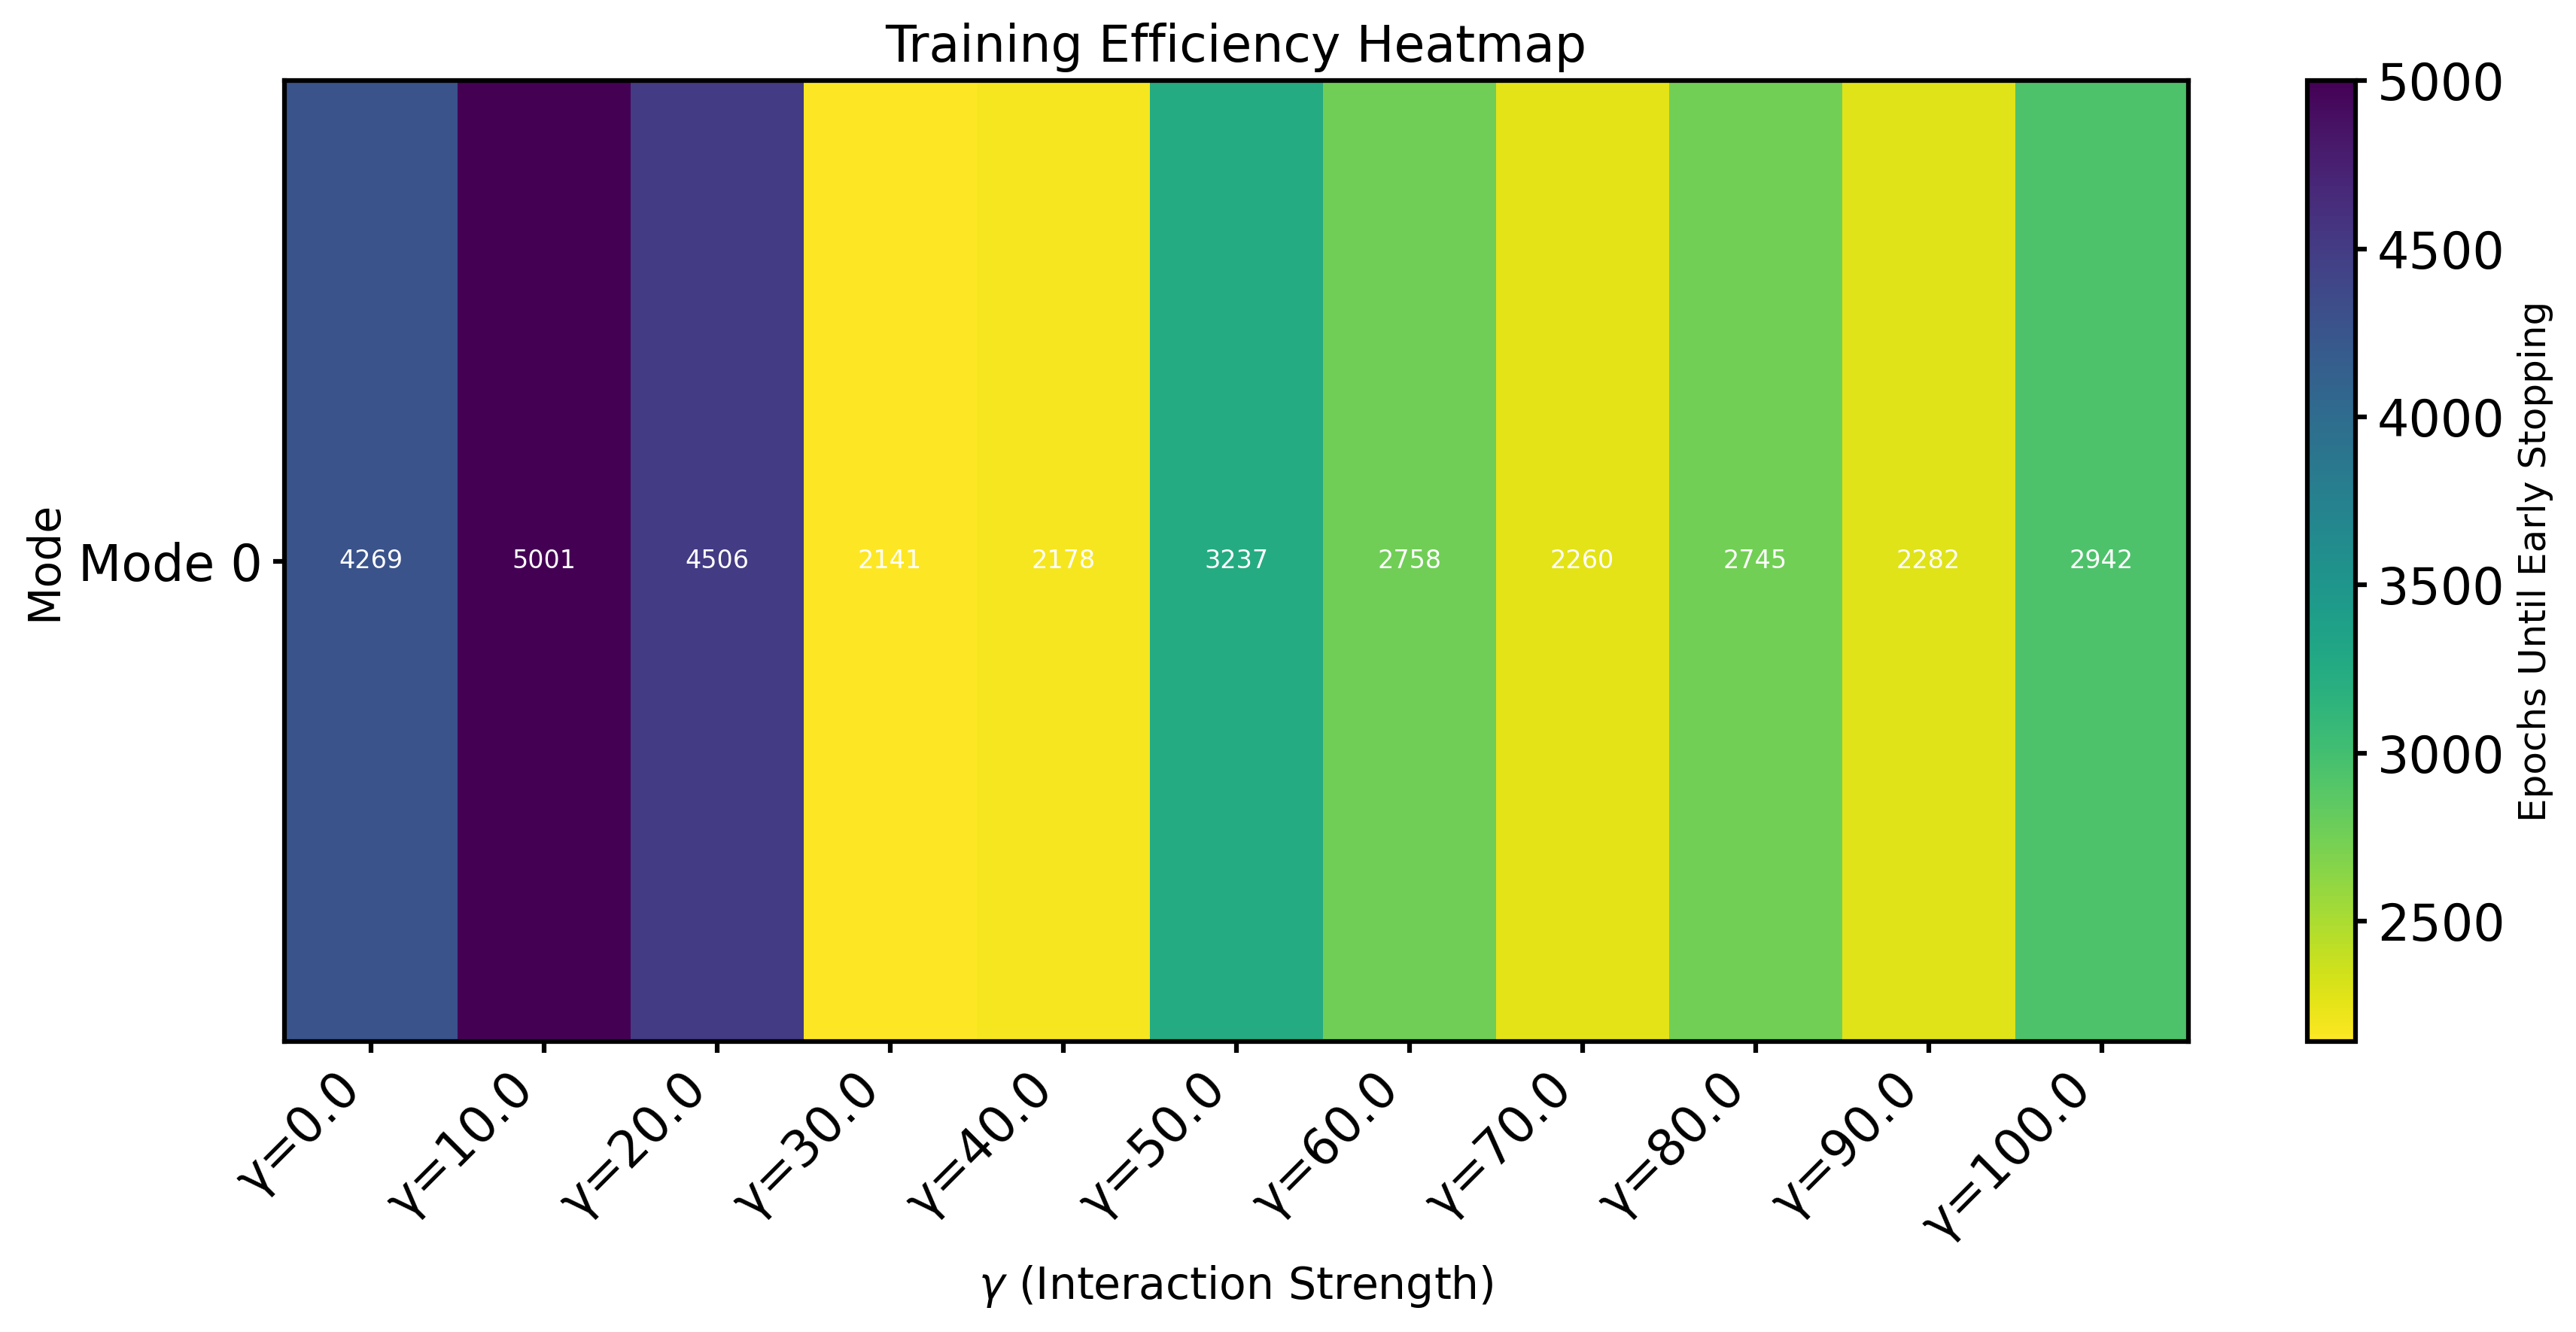 Training Efficiency Heatmap
Mode
Mode 0
4269 5001 4506 2141 2178 3237 2758 2260 2745 2282 2942
γ=0.0 γ=10.0 γ=20.0 γ=30.0 γ=40.0 γ=50.0 γ=60.0 γ=70.0 γ=80.0 γ=90.0 γ=100.0
γ (Interaction Strength)
5000
4500
4000
3500
3000
2500
Epochs Until Early Stopping